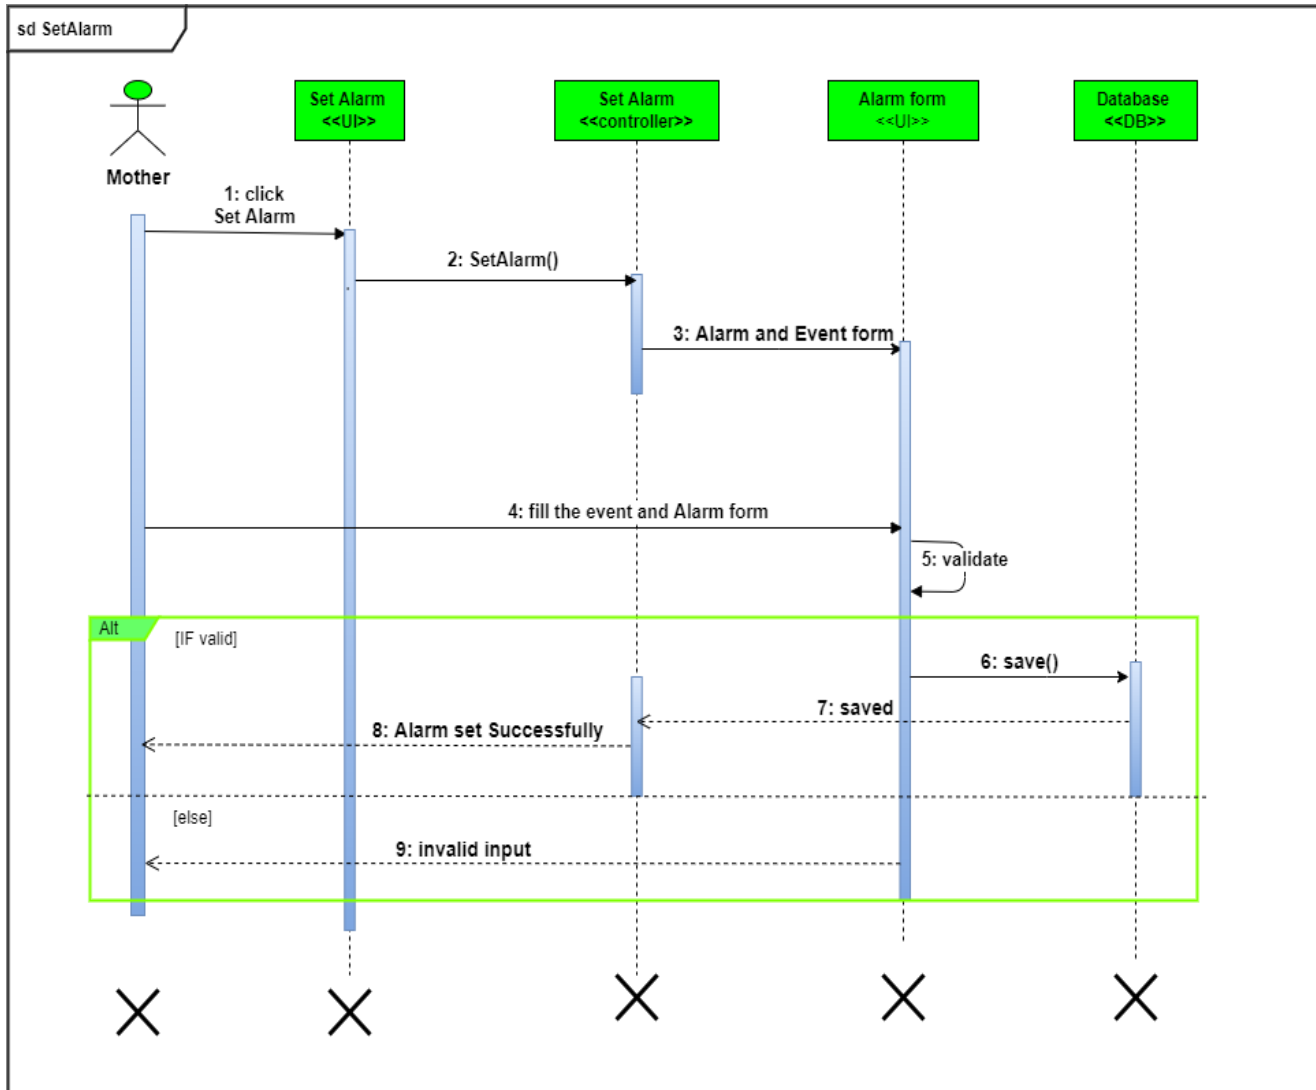 sd SetAlarm
Set Alarm
<<UI>>
Set Alarm
<<controller>>
Alarm form
<<UI>>
Database
<<DB>>
Mother
1: click
Set Alarm
2: SetAlarm()
3: Alarm and Event form
4: fill the event and Alarm form
5: validate
Alt
[IF valid]
6: save()
7: saved
8: Alarm set Successfully
[else]
9: invalid input